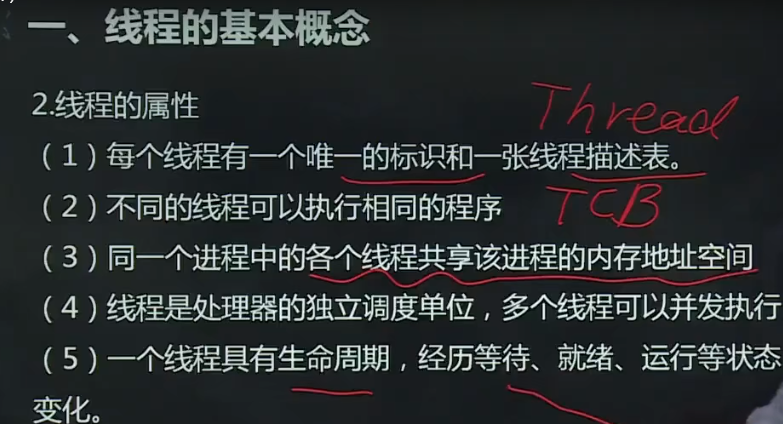 一、线程的基本概念
2.线程的属性
Thread
（1）每个线程有一个唯一的标识和一张线程描述表。
（2）不同的线程可以执行相同的程序
TCB
（3）同一个进程中的各个线程共享该进程的内存地址空间
（4）线程是处理器的独立调度单位，多个线程可以并发执行
（5）一个线程具有生命周期，经历等待、就绪、运行等状态
变化。